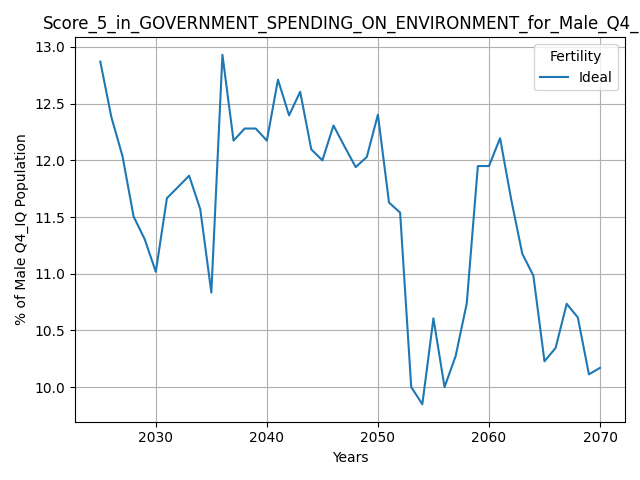 Score_5_in_GOVERNMENT_SPENDING_ON_ENVIRONMENT_for_Male_Q4_
Fertility
Ideal
% of Male Q4_IQ Population
13.0
12.5
12.0
11.5
11.0
10.5
10.0
2030 2040 2050 2060 2070
Years